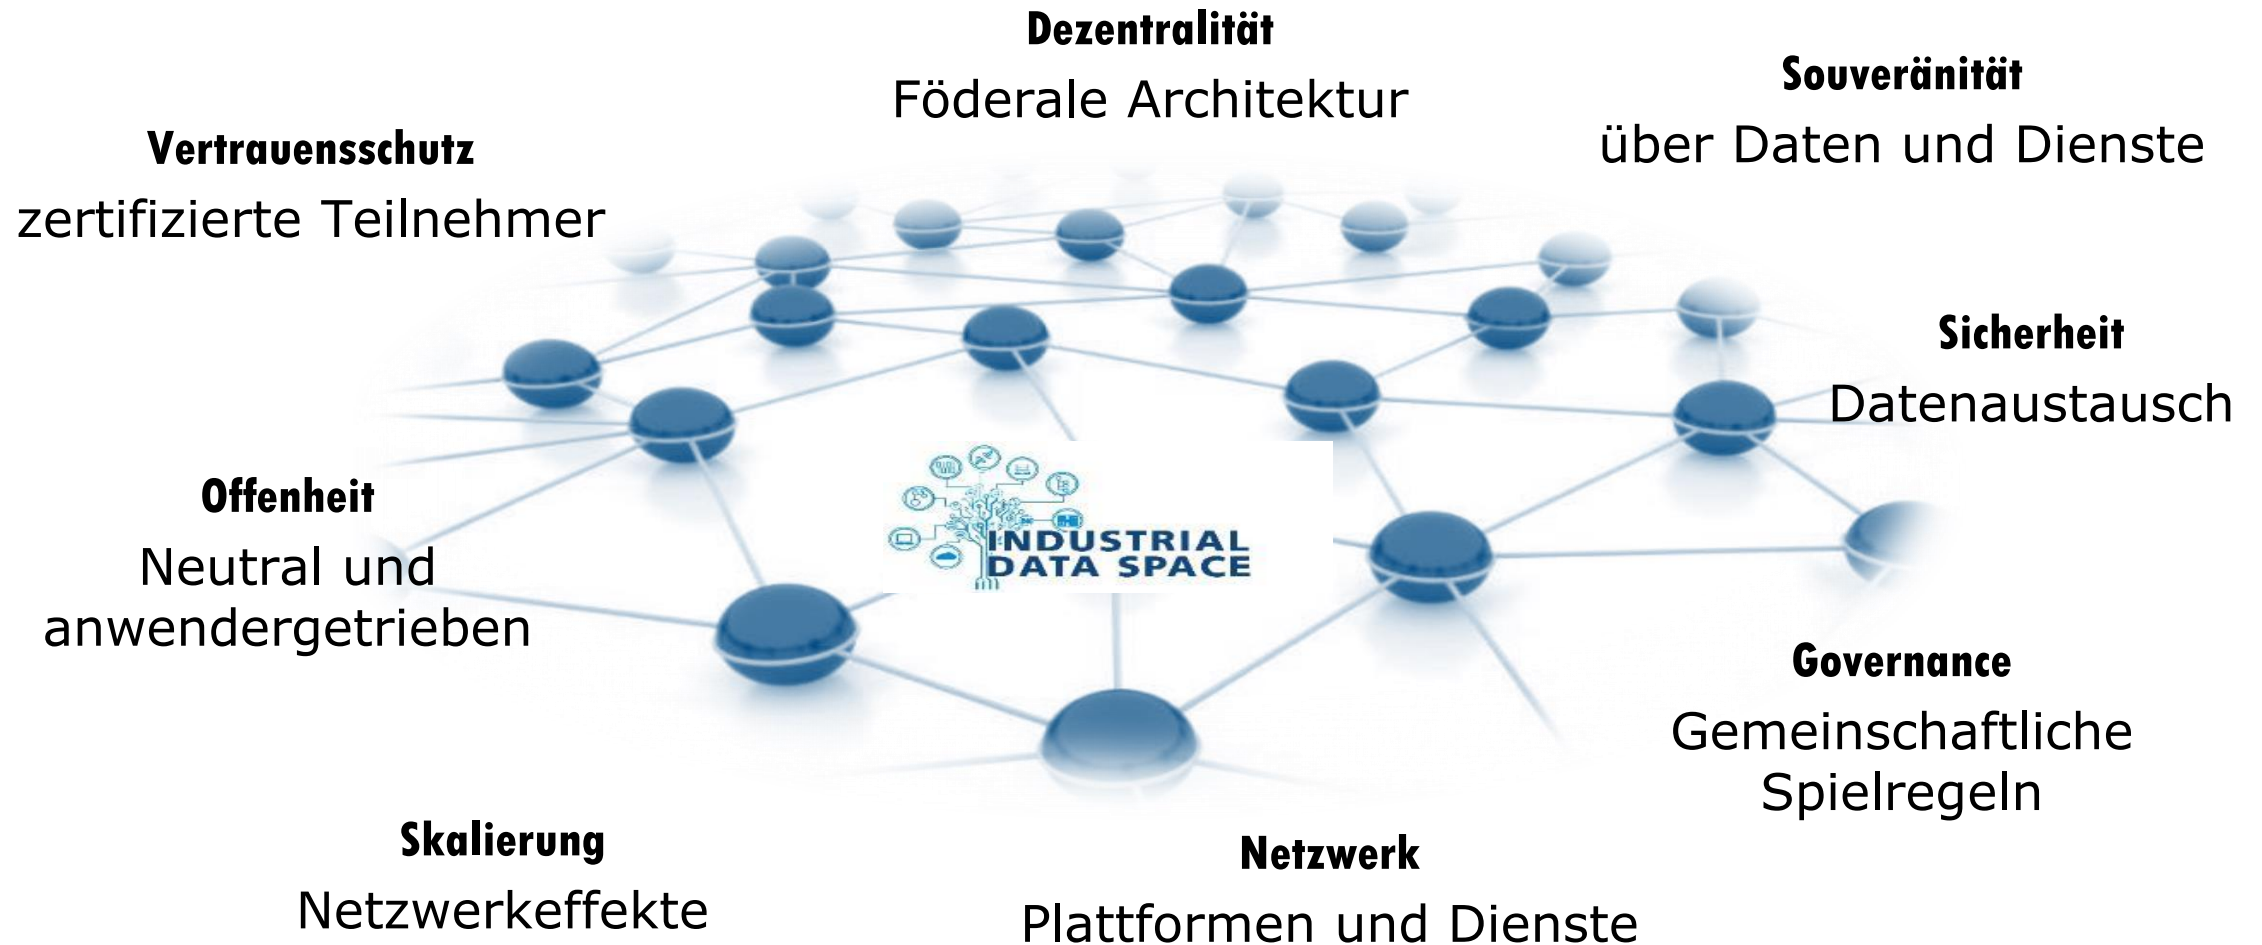 Dezentralität
Föderale Architektur
Souveränität
über Daten und Dienste
Vertrauensschutz
zertifizierte Teilnehmer
Sicherheit
Datenaustausch
Offenheit
Neutral und
anwendergetrieben
INDUSTRIAL
DATA SPACE
Governance
Gemeinschaftliche
Spielregeln
Skalierung
Netzwerkeffekte
Netzwerk
Plattformen und Dienste